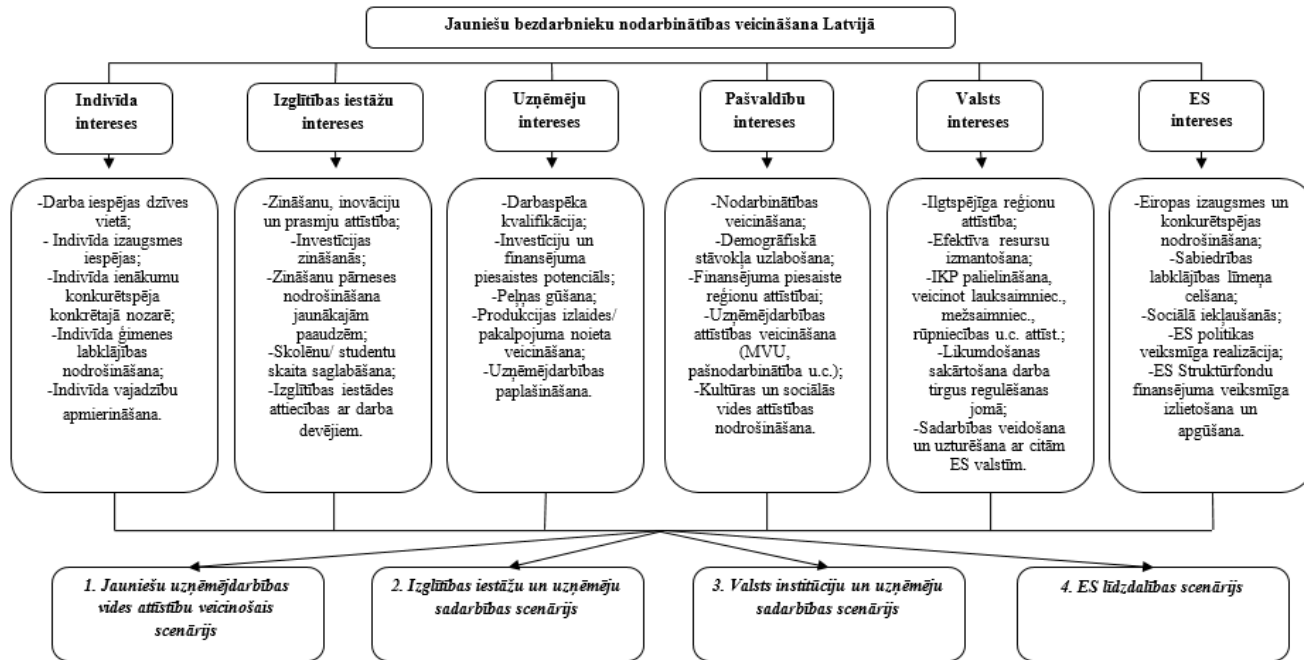 Jauniešu bezdarbnieku nodarbinātības veicināšana Latvijā
Indivīda
intereses
Izglītības iestāžu
intereses
Uzņēmēju
intereses
Pašvaldību
intereses
Valsts
intereses
ES
intereses
-Darba iespējas dzīves
vietā;
- Indivīda izaugsmes
iespējas;
-Indivīda ienākumu
konkurētspēja
konkrētajā nozarē;
-Indivīda ģimenes
labklājības
nodrošināšana;
-Indivīda vajadzību
apmierināšana.
-Zināšanu, inovāciju
un prasmju attīstība;
-Investīcijas
zināšanās;
-Zināšanu pārneses
nodrošināšana
jaunākajām
paaudzēm;
-Skolēnu/ studentu
skaita saglabāšana;
-Izglītības iestādes
attiecības ar darba
devējiem.
-Darbaspēka
kvalifikācija;
-Investīciju un
finansējuma
piesaistes potenciāls;
-Peļņas gūšana;
-Produkcijas izlaides/
pakalpojuma noieta
veicināšana;
-Uzņēmējdarbības
paplašināšana.
-Nodarbinātības
veicināšana;
-Demogrāfiskā
stāvokļa uzlabošana;
-Finansējuma piesaiste
reģionu attīstībai;
-Uzņēmējdarbības
attīstības veicināšana
(MVU,
pašnodarbinātība u.c.);
-Kultūras un sociālās
vides attīstības
nodrošināšana.
-Ilgtspējīga reģionu
attīstība;
-Efektīva resursu
izmantošana;
-IKP palielināšana,
veicinot lauksaimniec.,
mežsaimniec.,
rūpniecības u.c. attīst.;
-Likumdošanas
sakārtošana darba
tirgus regulēšanas
jomā;
-Sadarbības veidošana
un uzturēšana ar citām
ES valstīm.
-Eiropas izaugsmes un
konkurētspējas
nodrošināšana;
-Sabiedrības
labklājības līmeņa
celšana;
-Sociālā iekļaušanās;
-ES politikas
veiksmīga realizācija;
-ES Struktūrfondu
finansējuma veiksmīga
izlietošana un
apgūšana.
1. Jauniešu uzņēmējdarbības
vides attīstību veicinošais
scenārijs
2. Izglītības iestāžu un uzņēmēju
sadarbības scenārijs
3. Valsts institūciju un uzņēmēju
sadarbības scenārijs
4. ES līdzdalības scenārijs